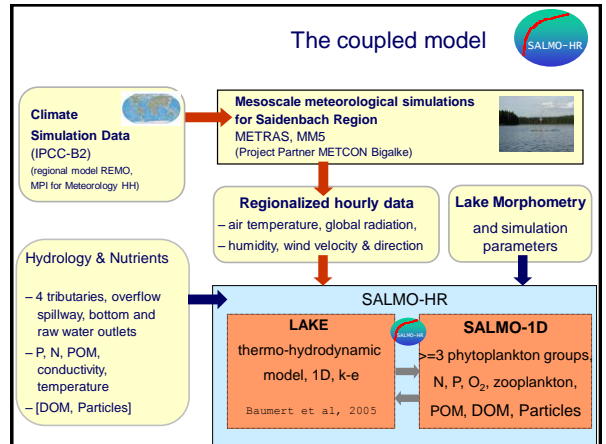 The coupled model
SALMO-HR
Climate
Simulation Data
(IPCC-B2)
(regional model REMO,
MPI for Meteorology HH)
Mesoscale meteorological simulations
for Saidenbach Region
METRAS, MM5
(Project Partner METCON Bigalke)
Regionalized hourly data
– air temperature, global radiation,
– humidity, wind velocity & direction
Lake Morphometry
and simulation
parameters
Hydrology & Nutrients
– 4 tributaries, overflow
spillway, bottom and
raw water outlets
– P, N, POM,
conductivity,
temperature
– [DOM, Particles]
SALMO-HR
LAKE
thermo-hydrodynamic
model, 1D, k-e
Baumert et al, 2005
SALMO-HR
SALMO-1D
>=3 phytoplankton groups,
N, P, O₂, zooplankton,
POM, DOM, Particles